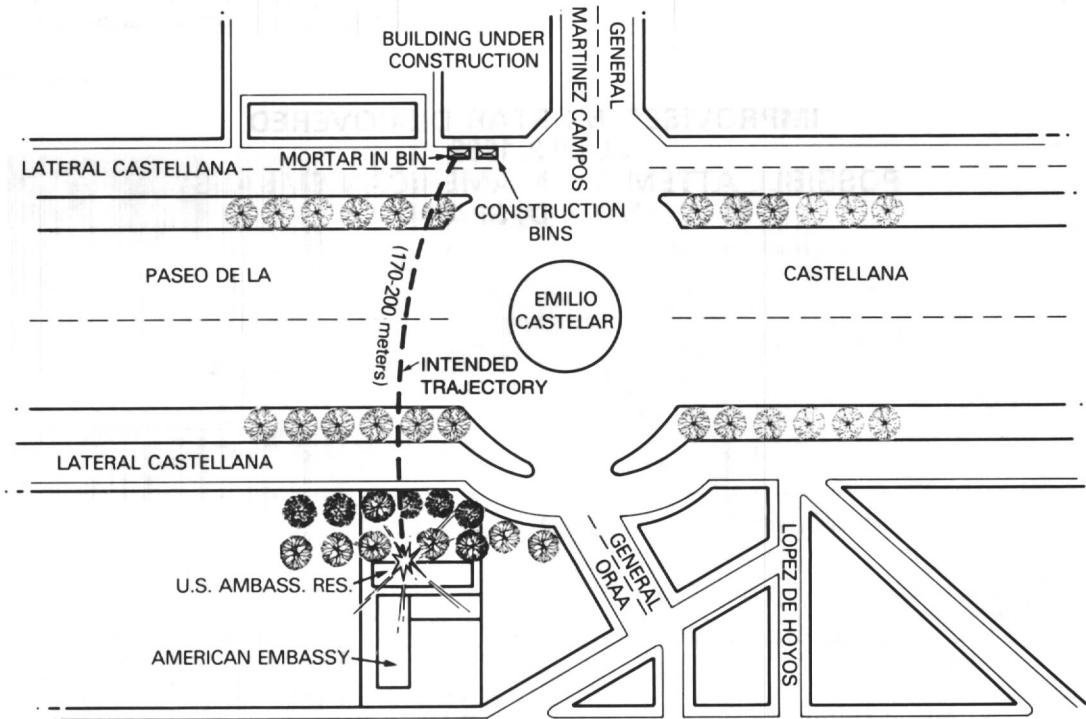 BUILDING UNDER
CONSTRUCTION
MARTINEZ CAMPOS
GENERAL
MORTAR IN BIN
LATERAL CASTELLANA
CONSTRUCTION
BINS
PASEO DE LA
CASTELLANA
(170-200 meters)
EMILIO
CASTELAR
INTENDED
TRAJECTORY
LATERAL CASTELLANA
GENERAL
ORAA
LOPEZ DE HOYOS
U.S. AMBASS. RES.
AMERICAN EMBASSY